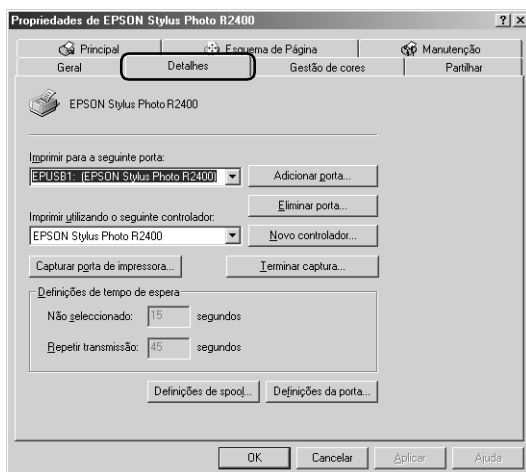 Propriedades de EPSON Stylus Photo R2400
Principal
Esquema de Página
Manutenção
Geral
Detalhes
Gestão de cores
Partilhar
EPSON Stylus Photo R2400
Imprimir para a seguinte porta:
EPUSB1: (EPSON Stylus Photo R2400)
Adicionar porta...
Eliminar porta...
Imprimir utilizando o seguinte controlador:
EPSON Stylus Photo R2400
Novo controlador...
Capturar porta de impressora...
Terminar captura...
Definições de tempo de espera
Não seleccionado: 15 segundos
Repetir transmissão: 45 segundos
Definições de spool...
Definições da porta...
OK
Cancelar
Aplicar
Ajuda